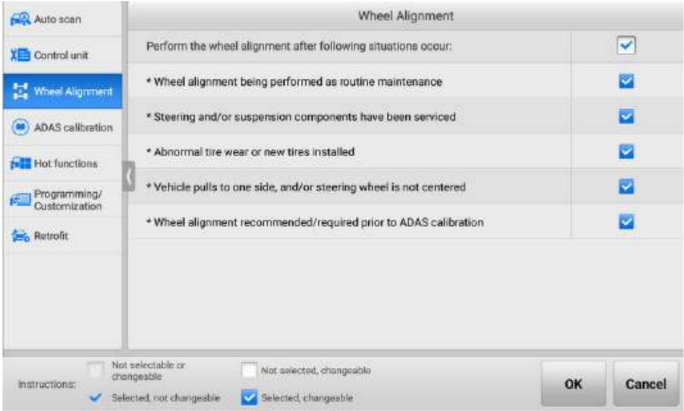 Auto scan
Control unit
Wheel Alignment
ADAS calibration
Hot functions
Programming/
Customization
Retrofit
Wheel Alignment
Perform the wheel alignment after following situations occur:
* Wheel alignment being performed as routine maintenance
* Steering and/or suspension components have been serviced
* Abnormal tire wear or new tires installed
* Vehicle pulls to one side, and/or steering wheel is not centered
* Wheel alignment recommended/required prior to ADAS calibration
Instructions:
Not selectable or
changeable
Not selected, changeable
Selected, not changeable
Selected, changeable
OK
Cancel